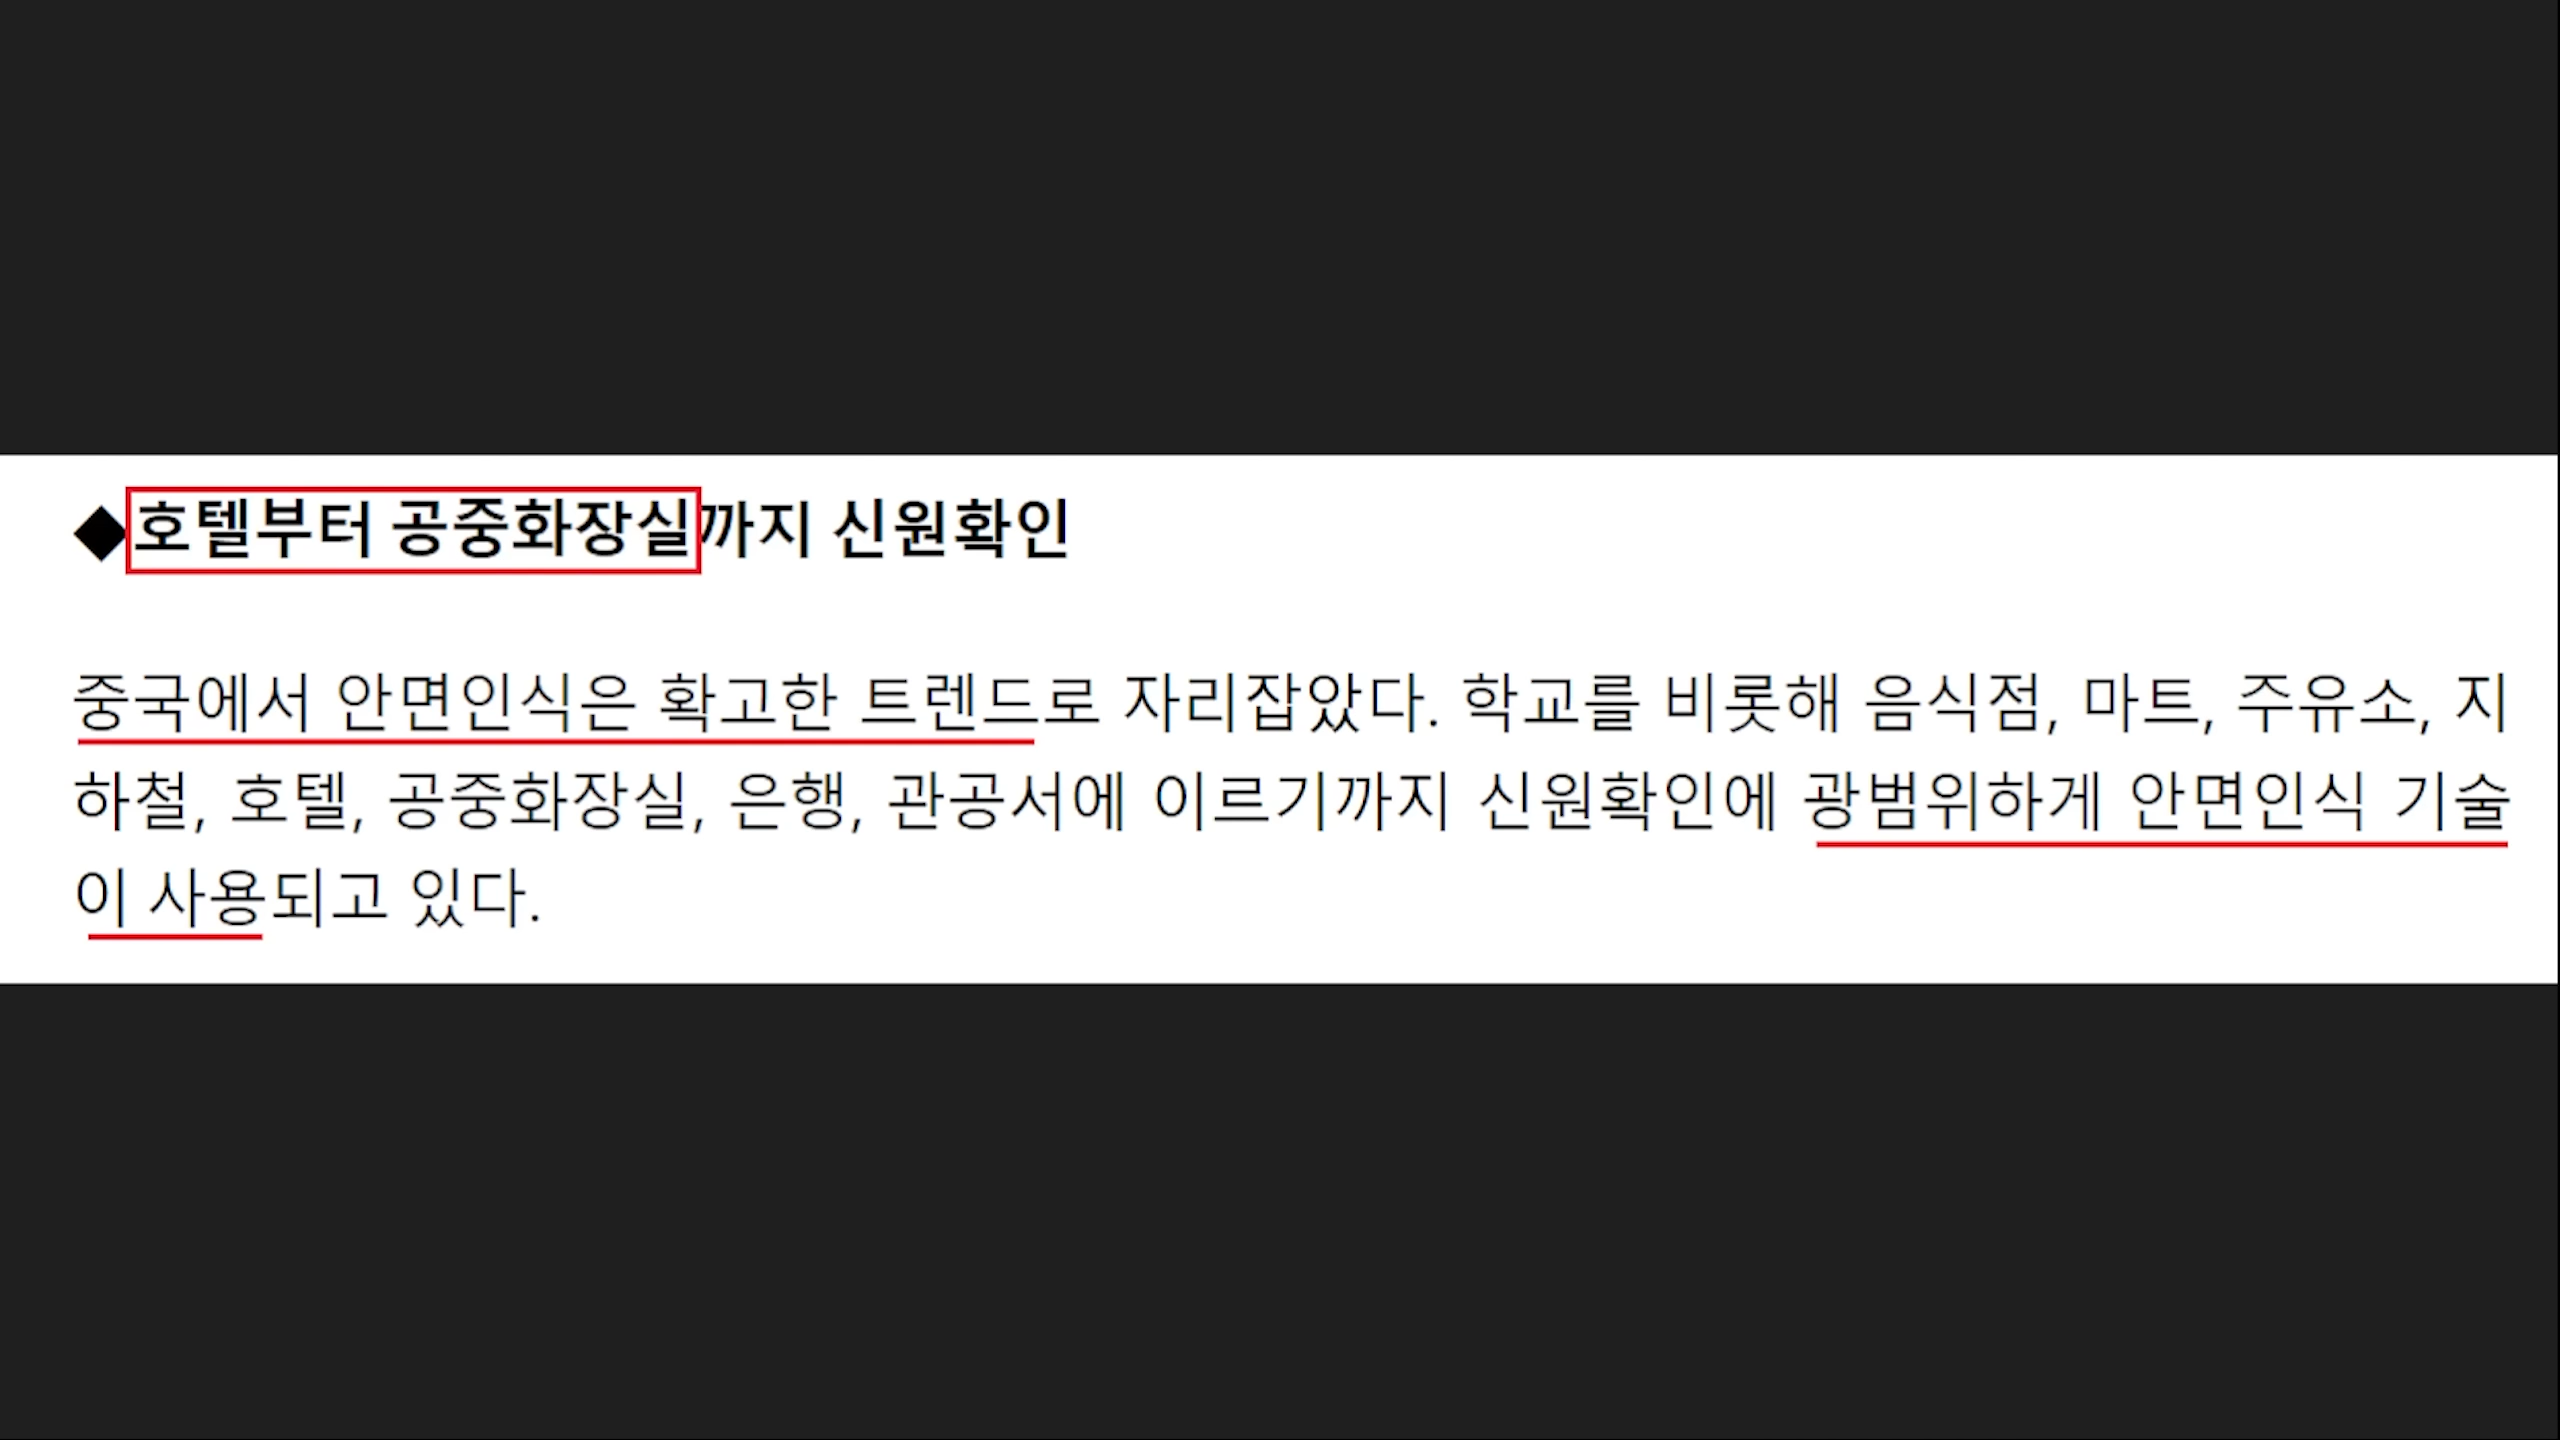 ◆호텔부터 공중화장실까지 신원확인
중국에서 안면인식은 확고한 트렌드로 자리잡았다. 학교를 비롯해 음식점, 마트, 주유소, 지
하철, 호텔, 공중화장실, 은행, 관공서에 이르기까지 신원확인에 광범위하게 안면인식 기술
이 사용되고 있다.